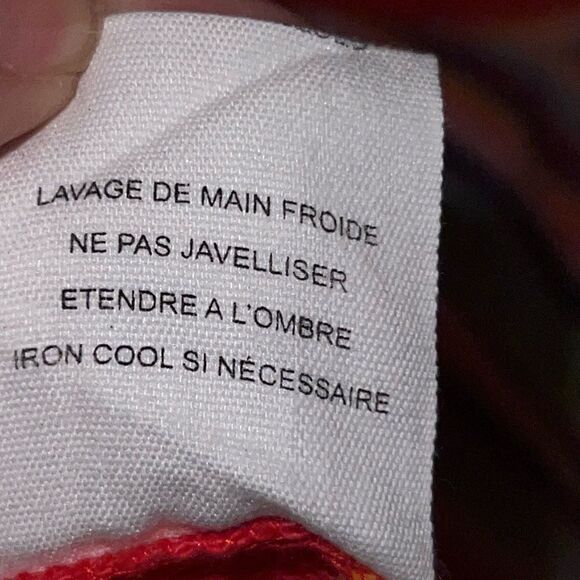 LAVAGE DE MAIN FROIDE
NE PAS JAVELLISER
ETENDRE A L'OMBRE
IRON COOL SI NÉCESSAIRE